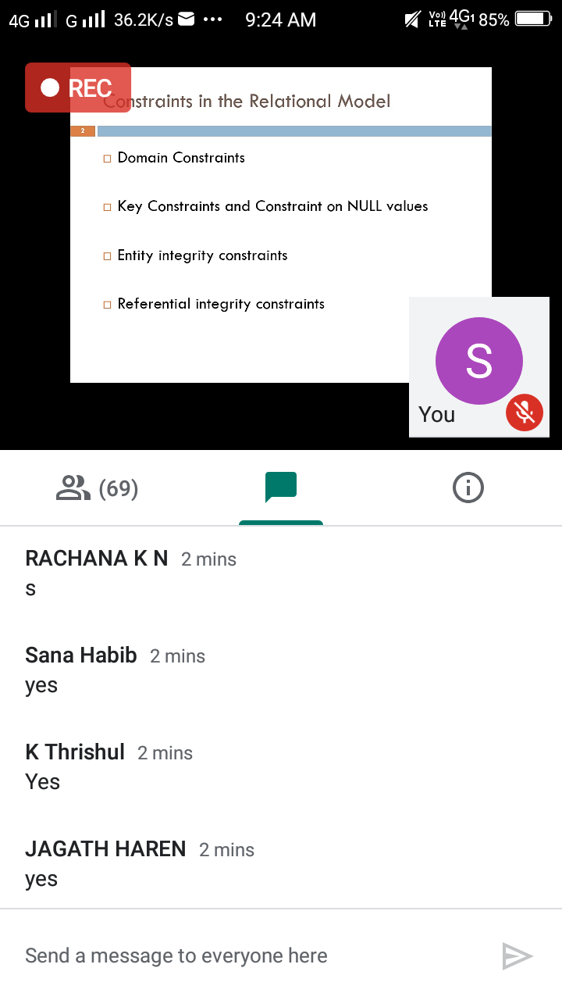 4G G 36.2K/s ... 9:24 AM Vo)) LTE 4G1 85%
REC
Constraints in the Relational Model
2
Domain Constraints
Key Constraints and Constraint on NULL values
Entity integrity constraints
Referential integrity constraints
S
You
(69)
RACHANA K N 2 mins
s
Sana Habib 2 mins
yes
K Thrishul 2 mins
Yes
JAGATH HAREN 2 mins
yes
Send a message to everyone here